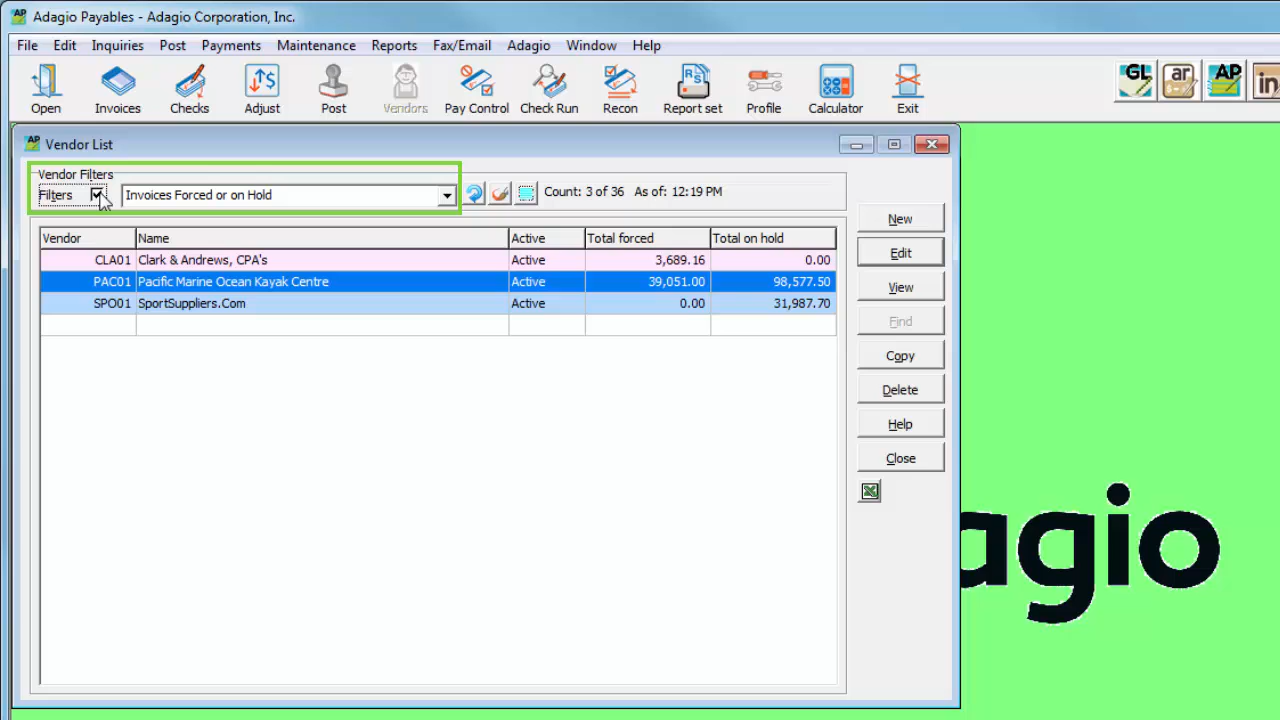 Adagio Payables - Adagio Corporation, Inc.
File Edit Inquiries Post Payments Maintenance Reports Fax/Email Adagio Window Help
Open Invoices Checks Adjust Post Vendors Pay Control Check Run Recon Report set Profile Calculator Exit
GL ar AP in
AP Vendor List
Vendor Filters
Filters Invoices Forced or on Hold Count: 3 of 36 As of: 12:19 PM
Vendor Name Active Total forced Total on hold
CLA01 Clark & Andrews, CPA's Active 3,689.16 0.00
PAC01 Pacific Marine Ocean Kayak Centre Active 39,051.00 98,577.50
SPO01 SportSuppliers.Com Active 0.00 31,987.70
New
Edit
View
Find
Copy
Delete
Help
Close
agio